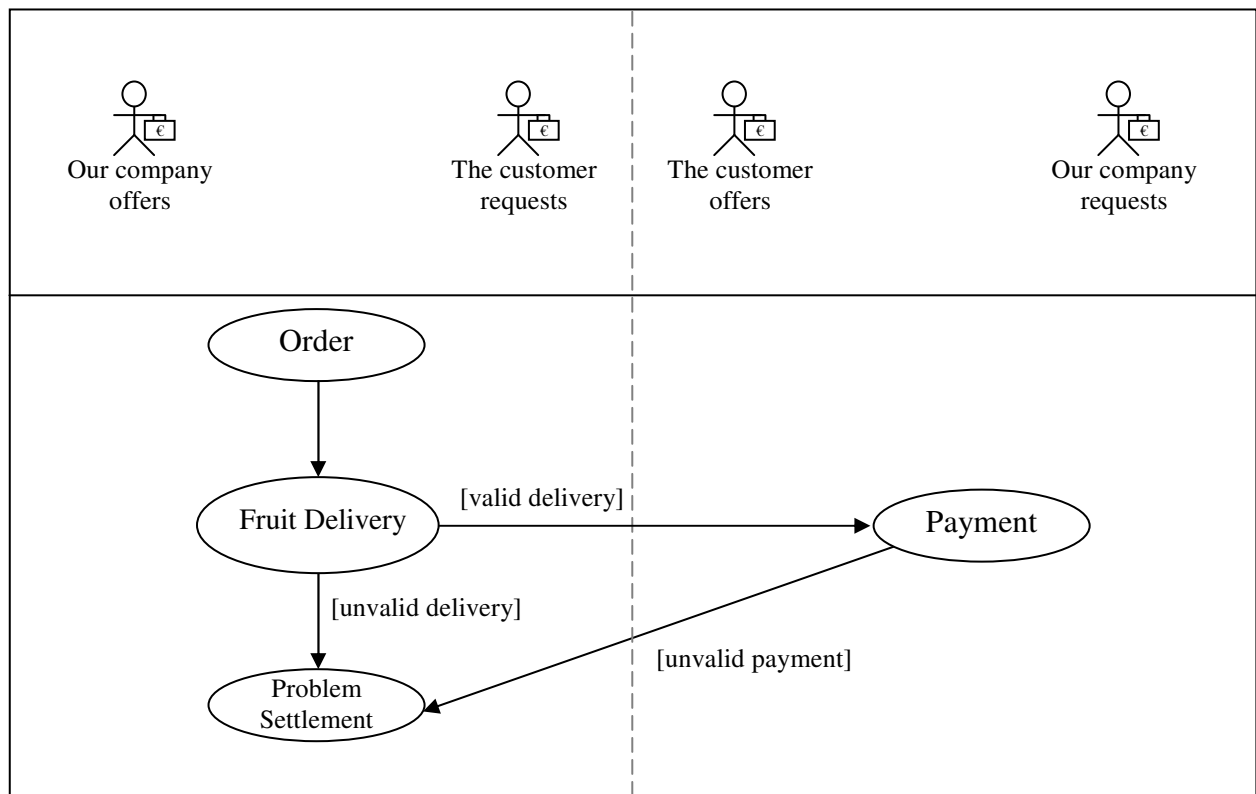 €
€
€
€
Our company
offers
The customer
requests
The customer
offers
Our company
requests
Order
Fruit Delivery
[valid delivery]
Payment
[unvalid delivery]
[unvalid payment]
Problem
Settlement